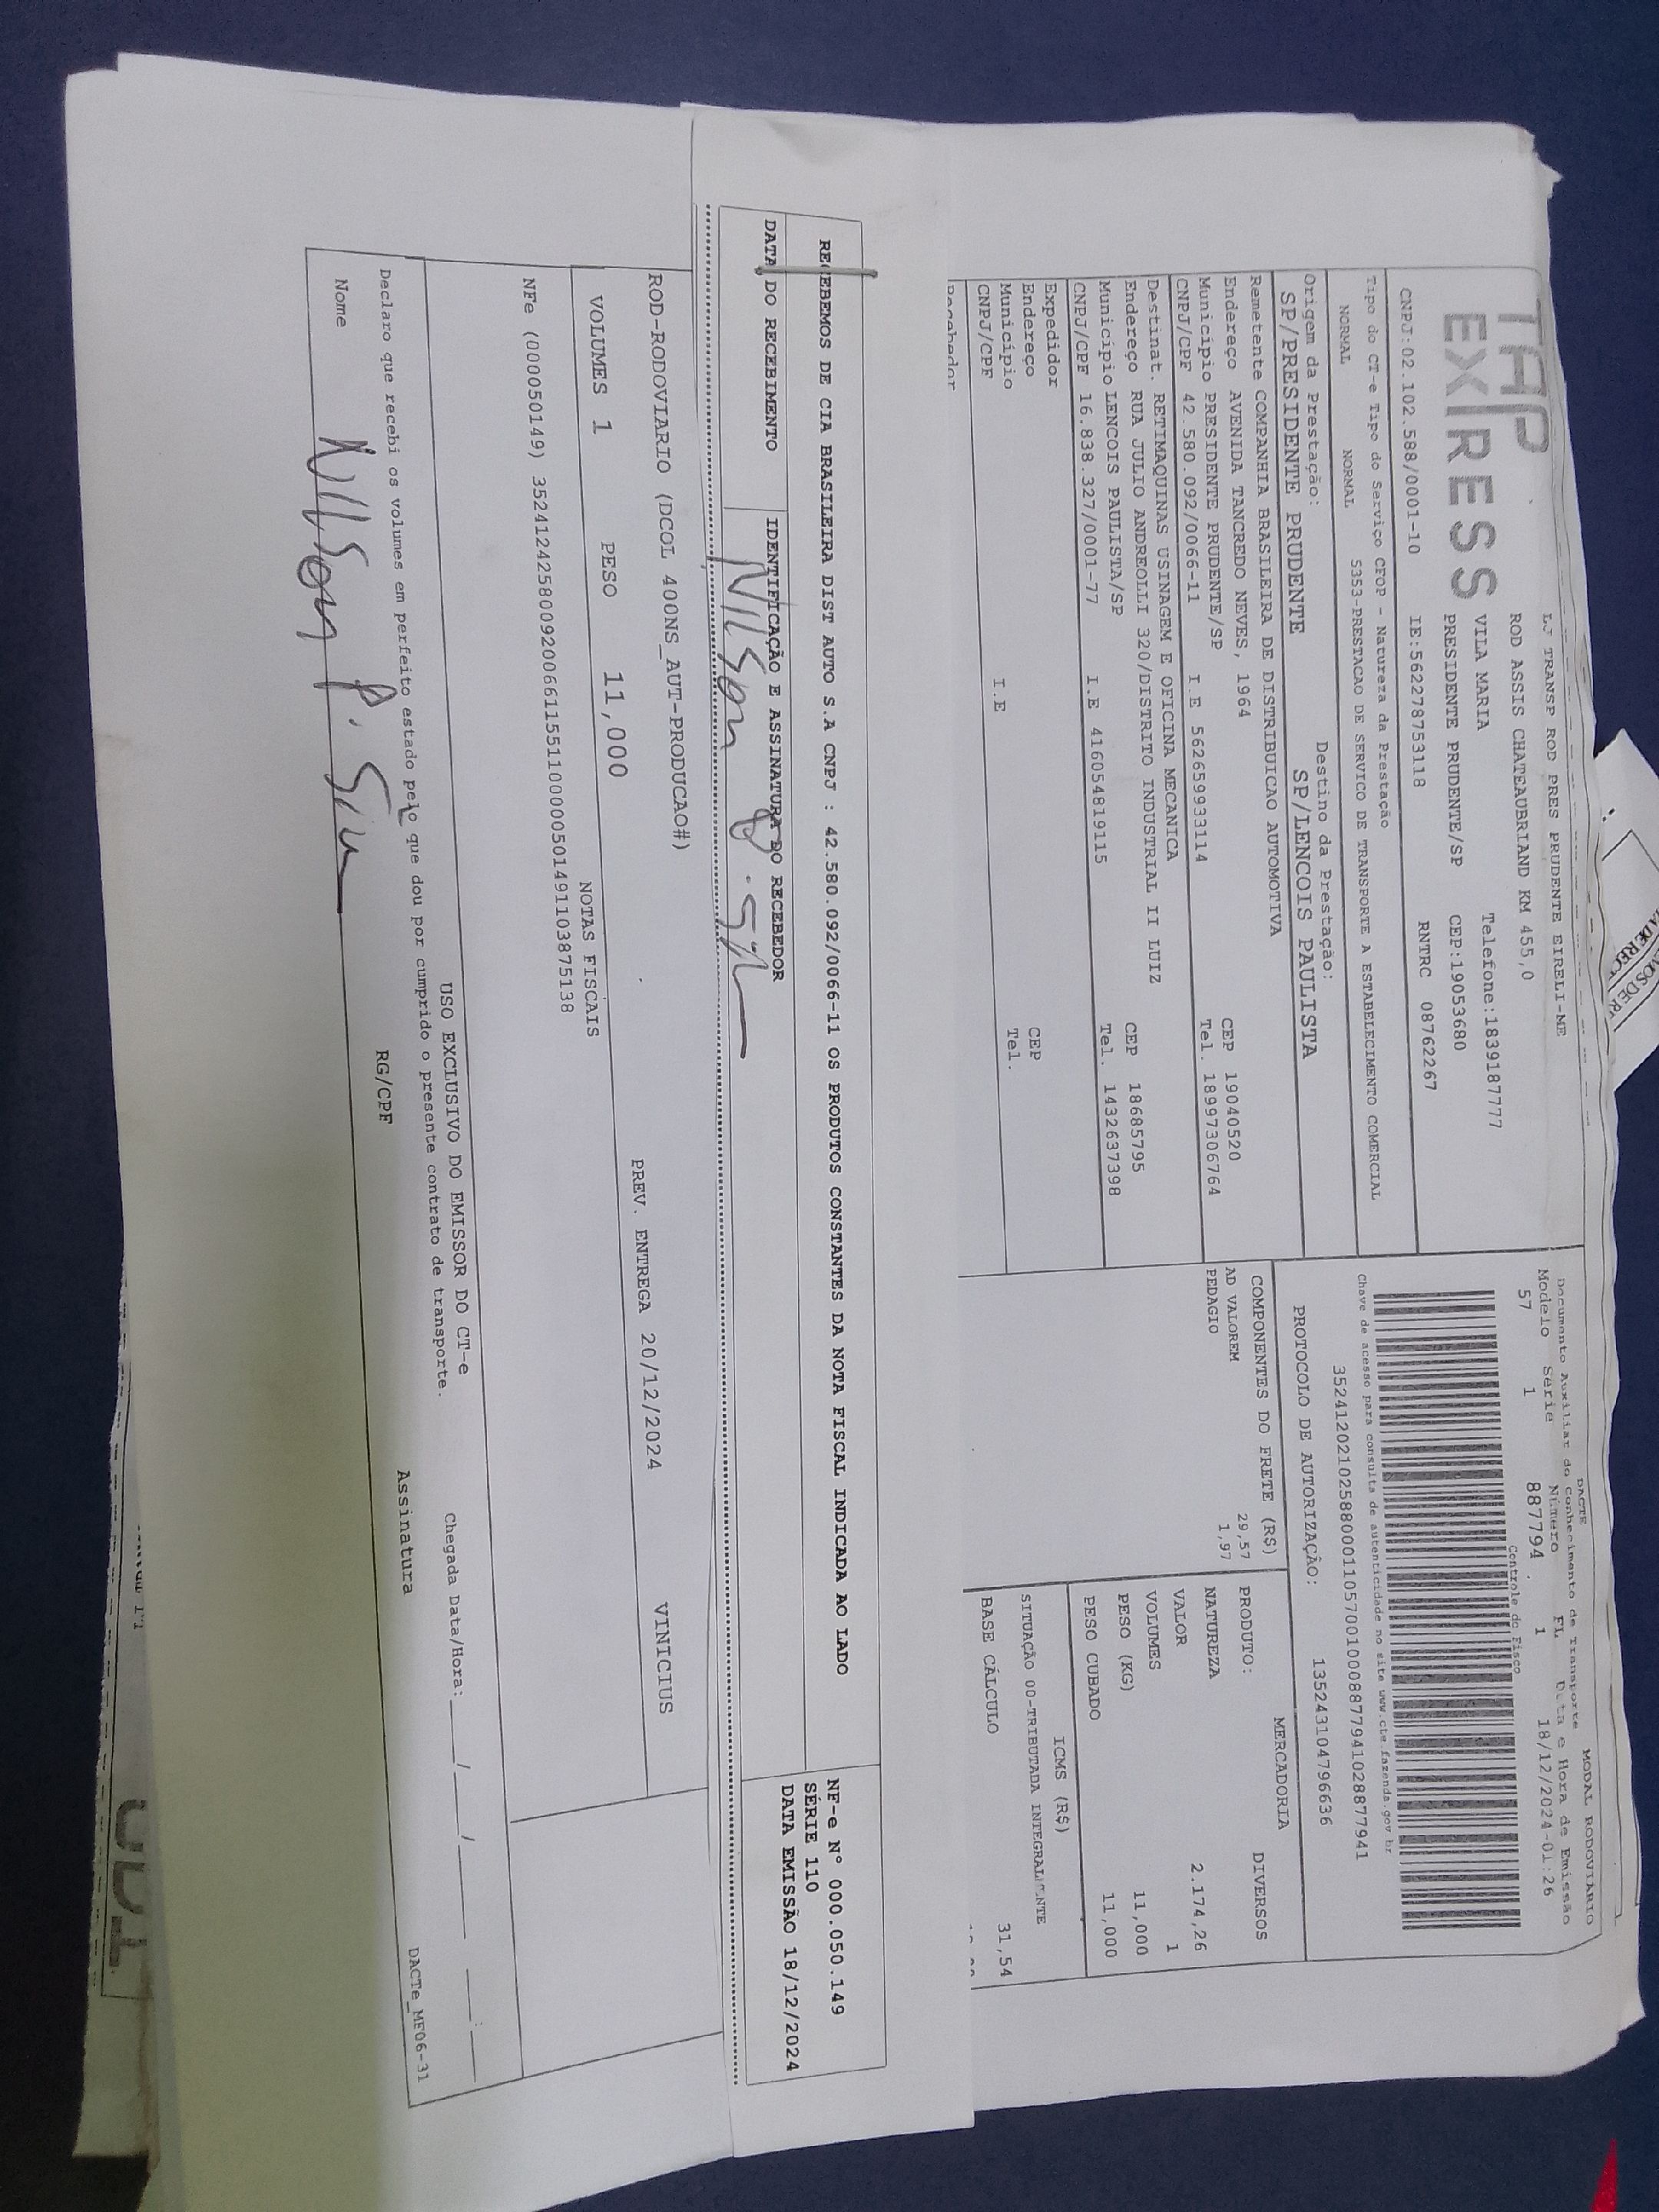 TAP
EXPRESS
LJ TRANSP ROD PRES PRUDENTE EIRELI-ME
ROD ASSIS CHATEAUBRIAND KM 455,0
VILA MARIA Telefone:1839187777
PRESIDENTE PRUDENTE/SP CEP:19053680
CNPJ:02.102.588/0001-10 IE:562278753118 RNTRC 08762267
DACTE MODAL RODOVIARIO
Documento Auxiliar do Conhecimento de Transporte
Modelo Série Número FL Data e Hora de Emissão
57 1 887794 1 18/12/2024-01:26
Controle do Fisco
Chave de acesso para consulta de autenticidade no site www.cte.fazenda.gov.br
35241202102588000110570010008877941028877941
PROTOCOLO DE AUTORIZAÇÃO: 135243104796636
Tipo do CT-e Tipo do Serviço CFOP - Natureza da Prestação
NORMAL NORMAL 5353-PRESTACAO DE SERVICO DE TRANSPORTE A ESTABELECIMENTO COMERCIAL
Origem da Prestação: Destino da Prestação:
SP/PRESIDENTE PRUDENTE SP/LENCOIS PAULISTA
Remetente COMPANHIA BRASILEIRA DE DISTRIBUICAO AUTOMOTIVA
Endereço AVENIDA TANCREDO NEVES, 1964 CEP 19040520
Município PRESIDENTE PRUDENTE/SP Tel. 18997306764
CNPJ/CPF 42.580.092/0066-11 I.E 562659933114
Destinat. RETIMAQUINAS USINAGEM E OFICINA MECANICA
Endereço RUA JULIO ANDREOLLI 320/DISTRITO INDUSTRIAL II LUIZ CEP 18685795
Município LENCOIS PAULISTA/SP Tel. 1432637398
CNPJ/CPF 16.838.327/0001-77 I.E 416054819115
Expedidor
Endereço CEP
Município Tel.
CNPJ/CPF I.E
Recebedor
COMPONENTES DO FRETE (R$)
AD VALOREM 29,57
PEDAGIO 1,97
MERCADORIA
PRODUTO: DIVERSOS
NATUREZA
VALOR 2.174,26
VOLUMES 1
PESO (KG) 11,000
PESO CUBADO 11,000
ICMS (R$)
SITUAÇÃO 00-TRIBUTADA INTEGRALMENTE
BASE CÁLCULO 31,54
RECEBEMOS DE CIA BRASILEIRA DIST AUTO S.A CNPJ : 42.580.092/0066-11 OS PRODUTOS CONSTANTES DA NOTA FISCAL INDICADA AO LADO
NF-e N° 000.050.149
SÉRIE 110
DATA EMISSÃO 18/12/2024
DATA DO RECEBIMENTO IDENTIFICAÇÃO E ASSINATURA DO RECEBEDOR
Nilson
ROD-RODOVIARIO (DCOL 400NS_AUT-PRODUCAO#) PREV. ENTREGA 20/12/2024 VINICIUS
VOLUMES 1 PESO 11,000
NOTAS FISCAIS
NFe (000050149) 35241242580092006611551100000501491103875138
USO EXCLUSIVO DO EMISSOR DO CT-e
Declaro que recebi os volumes em perfeito estado pelo que dou por cumprido o presente contrato de transporte. Chegada Data/Hora:____/____/______ ____:____
Nome RG/CPF Assinatura
Nilson P.
DACTe_MF06-31